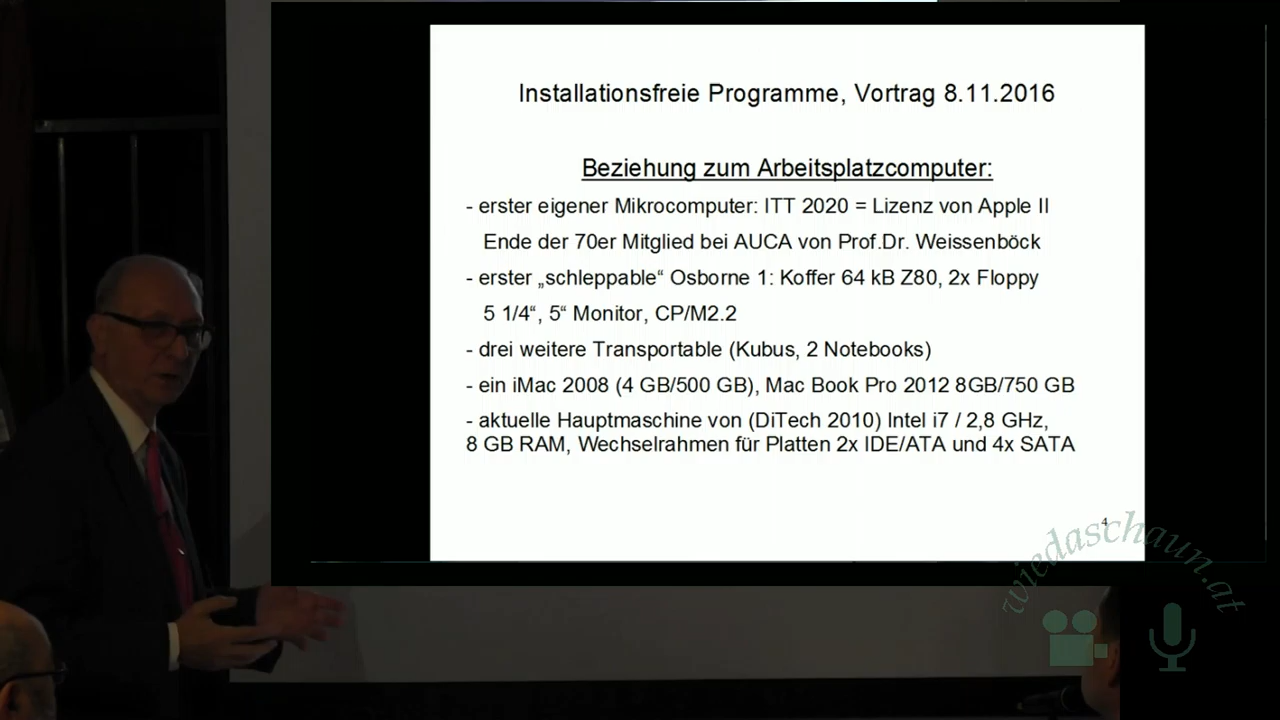 Installationsfreie Programme, Vortrag 8.11.2016
Beziehung zum Arbeitsplatzcomputer:
- erster eigener Mikrocomputer: ITT 2020 = Lizenz von Apple II
Ende der 70er Mitglied bei AUCA von Prof.Dr. Weissenböck
- erster „schleppable“ Osborne 1: Koffer 64 kB Z80, 2x Floppy
5 1/4“, 5“ Monitor, CP/M2.2
- drei weitere Transportable (Kubus, 2 Notebooks)
- ein iMac 2008 (4 GB/500 GB), Mac Book Pro 2012 8GB/750 GB
- aktuelle Hauptmaschine von (DiTech 2010) Intel i7 / 2,8 GHz,
8 GB RAM, Wechselrahmen für Platten 2x IDE/ATA und 4x SATA
4
wiedaschaun.at